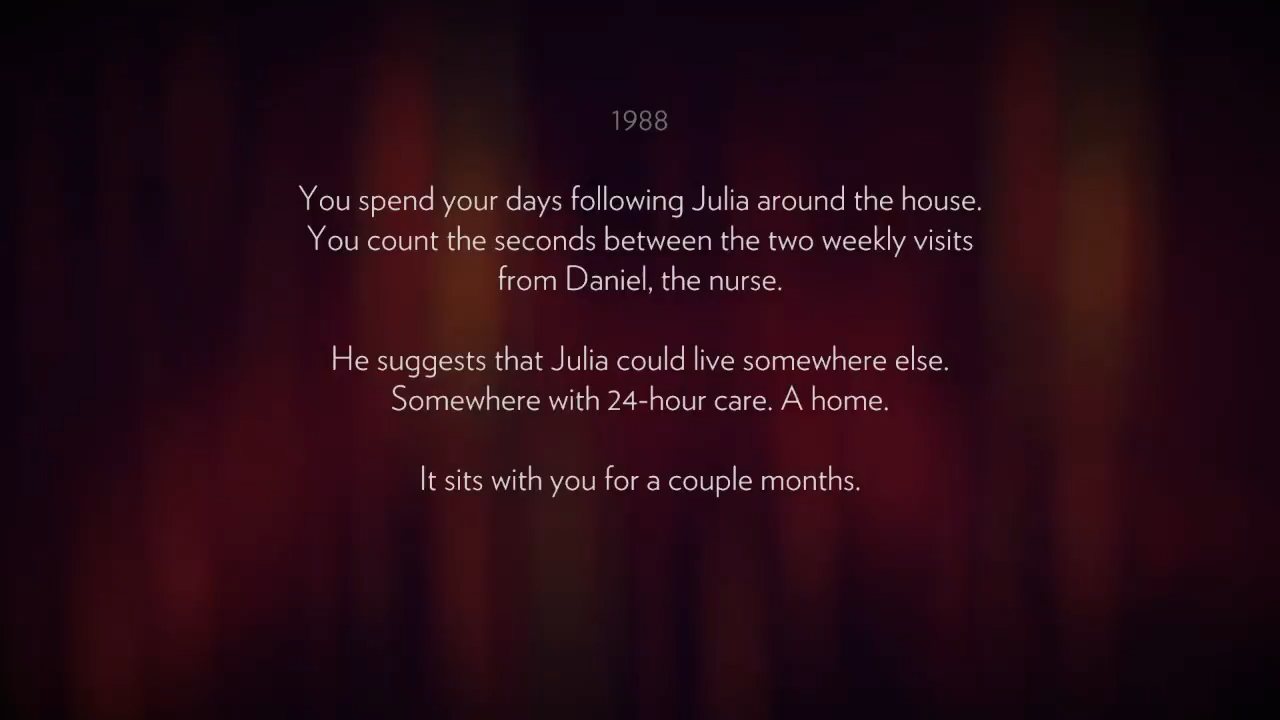 1988
You spend your days following Julia around the house.
You count the seconds between the two weekly visits
from Daniel, the nurse.
He suggests that Julia could live somewhere else.
Somewhere with 24-hour care. A home.
It sits with you for a couple months.